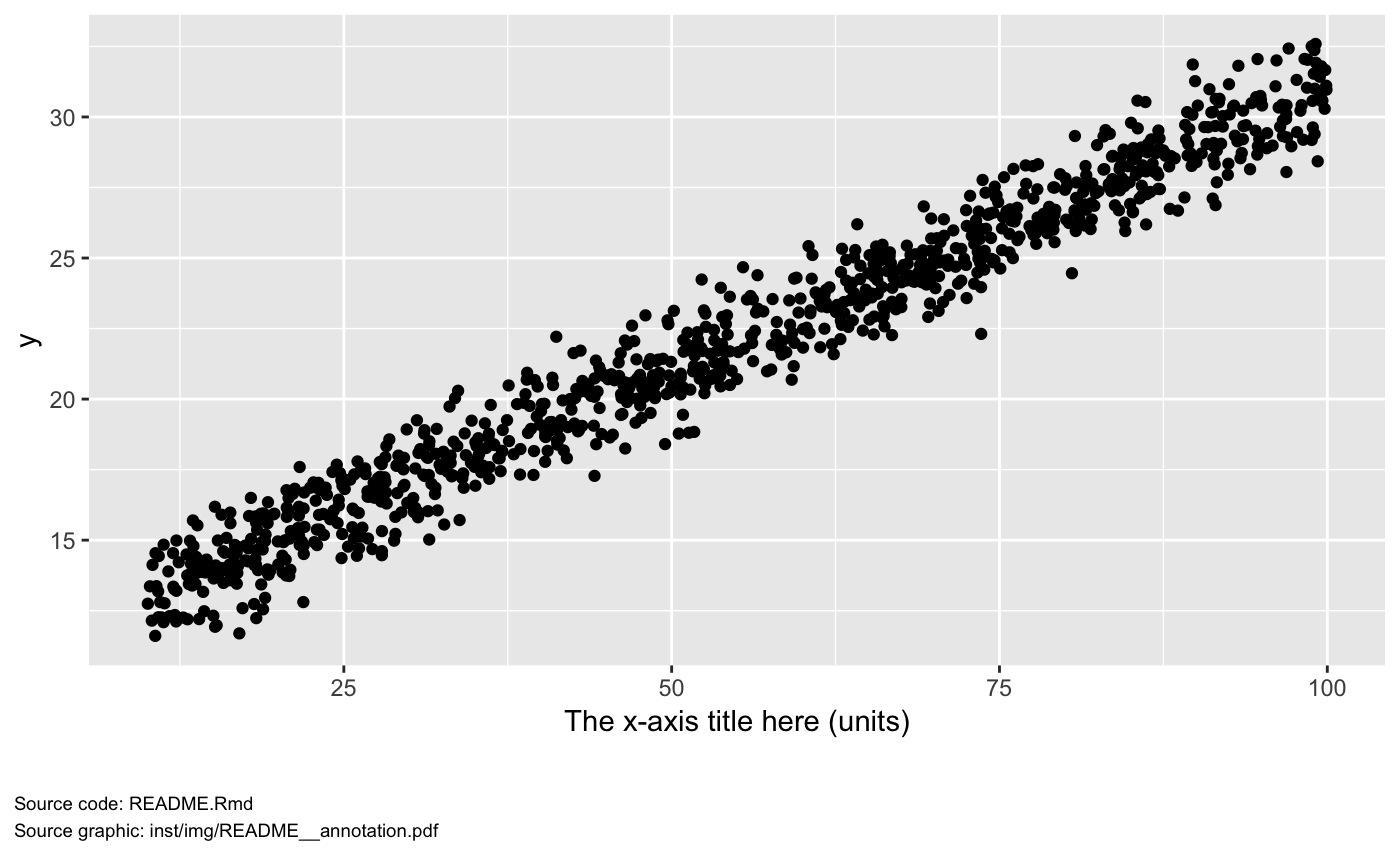 30
25
20
15
y
25 50 75 100
The x-axis title here (units)
Source code: README.Rmd
Source graphic: inst/img/README__annotation.pdf